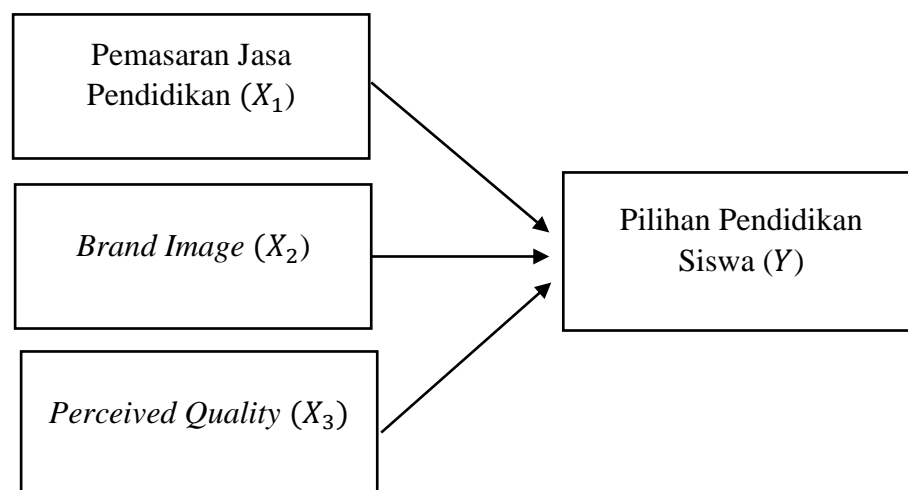 Pemasaran Jasa
Pendidikan (𝑋₁)
Brand Image (𝑋₂)
Perceived Quality (𝑋₃)
Pilihan Pendidikan
Siswa (𝑌)